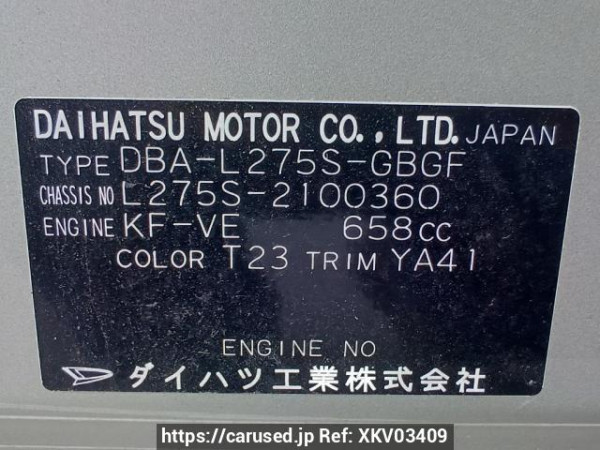 DAIHATSU MOTOR CO., LTD. JAPAN
TYPE DBA-L275S-GBGF
CHASSIS NO L275S-2100360
ENGINE KF-VE 658cc
COLOR T23 TRIM YA41
ENGINE NO
ダイハツ工業株式会社
https://carused.jp Ref: XKV03409